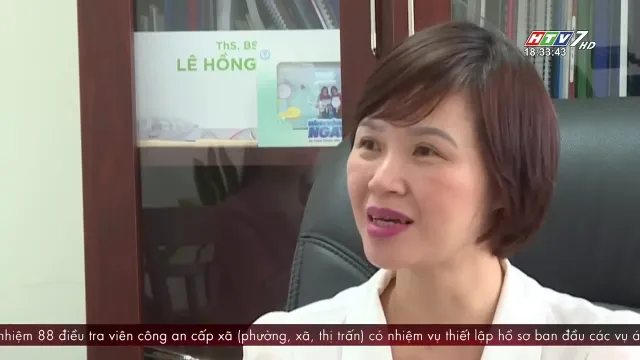 ThS. BS
LÊ HỒNG
NGAY
HTV7 HD
18:33:43
nhiệm 88 điều tra viên công an cấp xã (phường, xã, thị trấn) có nhiệm vụ thiết lập hồ sơ ban đầu các vụ